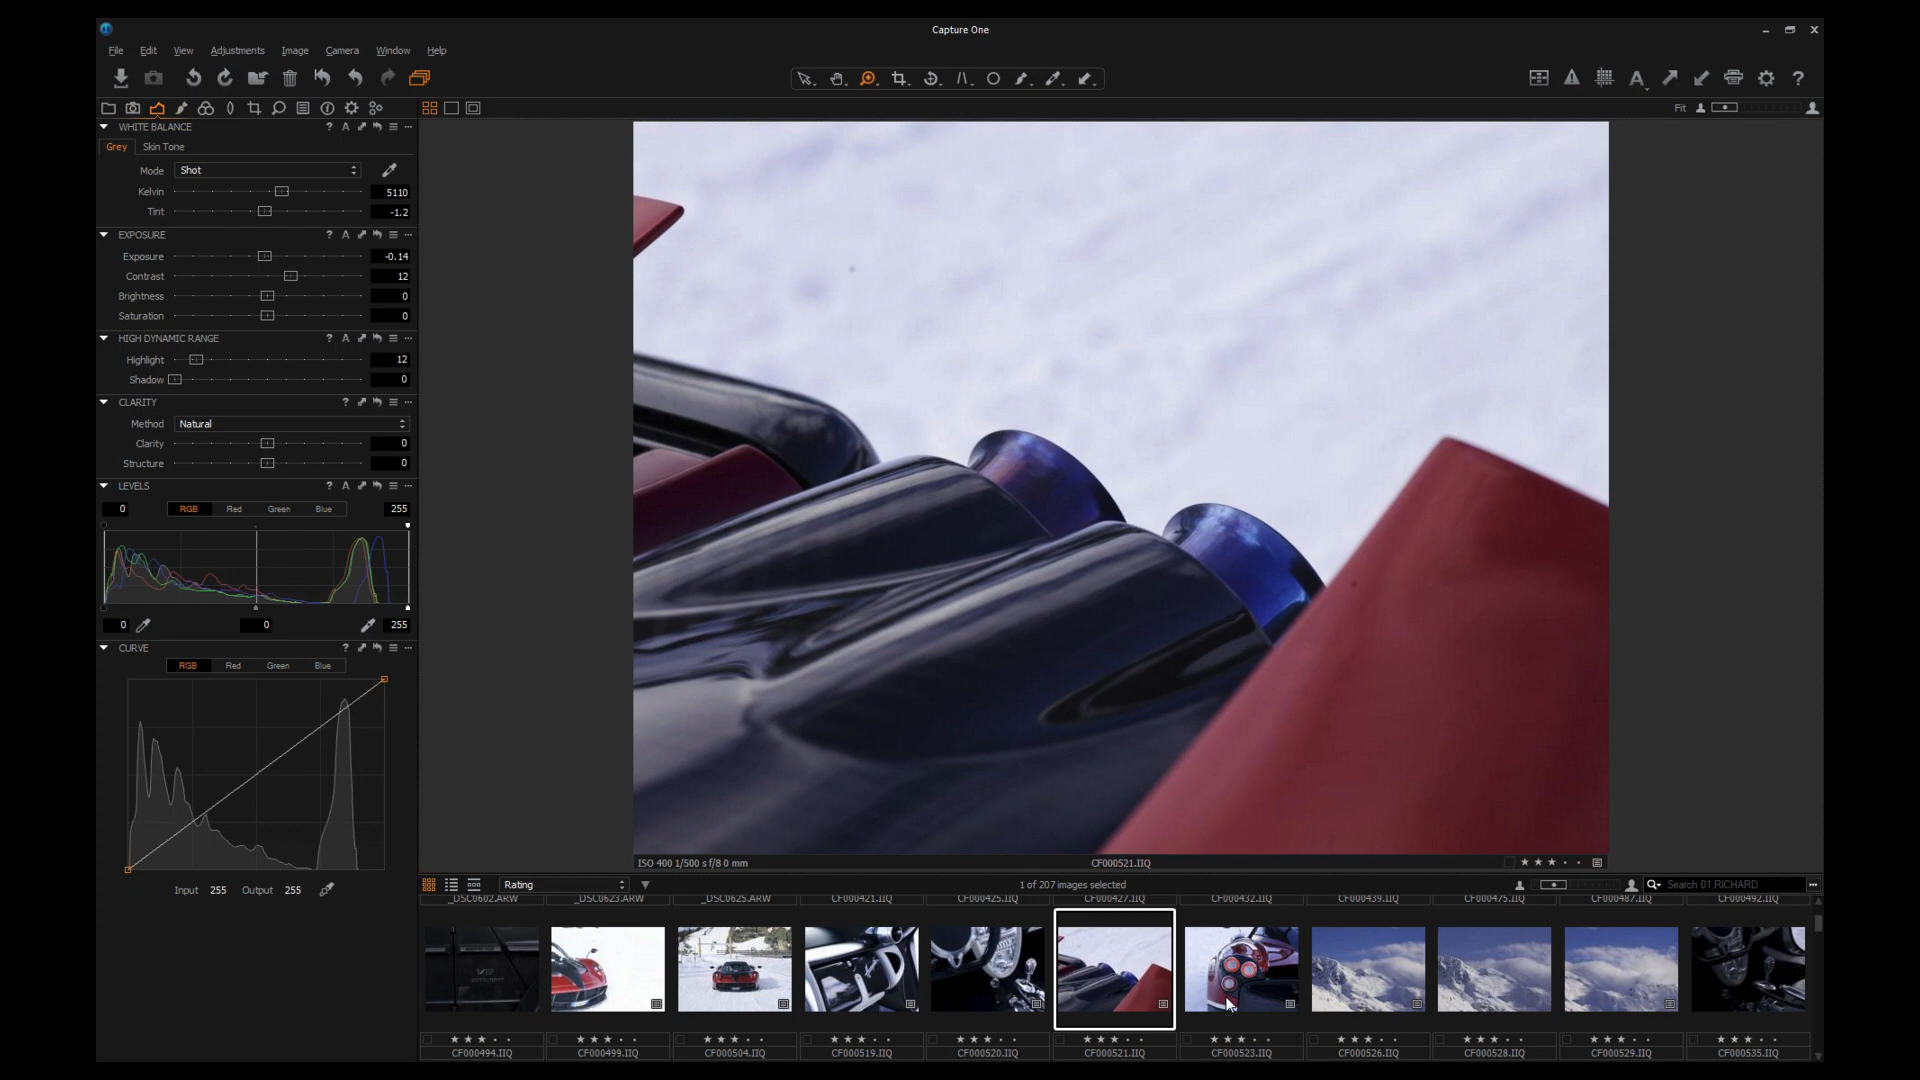 Capture One
File Edit View Adjustments Image Camera Window Help
Fit
WHITE BALANCE
Grey Skin Tone
Mode Shot
Kelvin 5110
Tint -1.2
EXPOSURE
Exposure -0.14
Contrast 12
Brightness 0
Saturation 0
HIGH DYNAMIC RANGE
Highlight 12
Shadow 0
CLARITY
Method Natural
Clarity 0
Structure 0
LEVELS
0 RGB Red Green Blue 255
0 0 255
CURVE
RGB Red Green Blue
Input 255 Output 255
ISO 400 1/500 s f/8 0 mm CF000521.IIQ
Rating 1 of 207 images selected Search 01.RICHARD
_DSC0602.ARW _DSC0623.ARW _DSC0625.ARW CF000421.IIQ CF000425.IIQ CF000427.IIQ CF000432.IIQ CF000439.IIQ CF000475.IIQ CF000487.IIQ CF000492.IIQ
CF000494.IIQ CF000499.IIQ CF000504.IIQ CF000519.IIQ CF000520.IIQ CF000521.IIQ CF000523.IIQ CF000526.IIQ CF000528.IIQ CF000529.IIQ CF000535.IIQ